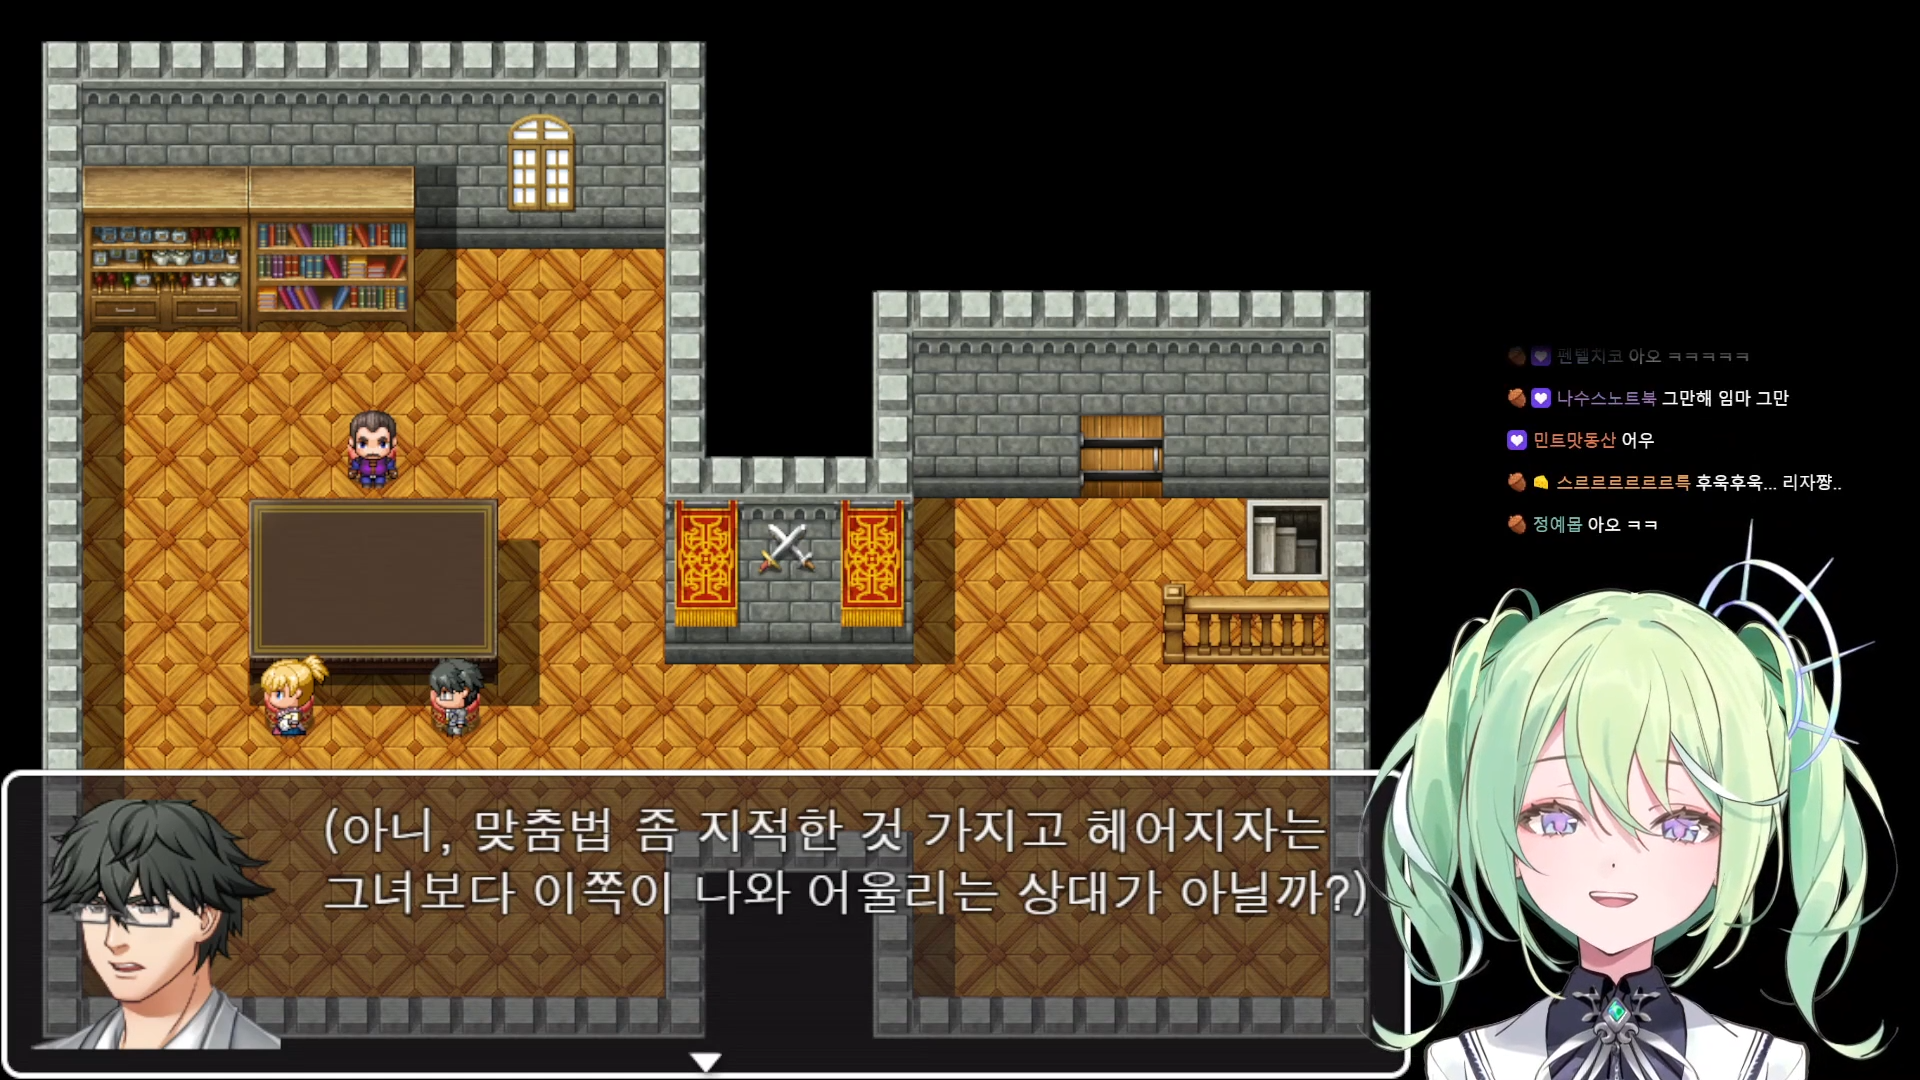 펜텔치코 아오 ㅋㅋㅋㅋㅋ
나수스노트북 그만해 임마 그만
민트맛동산 어우
스르르르르르르특 후욱후욱... 리자쨩..
정예몹 아오 ㅋㅋ
(아니, 맞춤법 좀 지적한 것 가지고 헤어지자는
그녀보다 이쪽이 나와 어울리는 상대가 아닐까?)